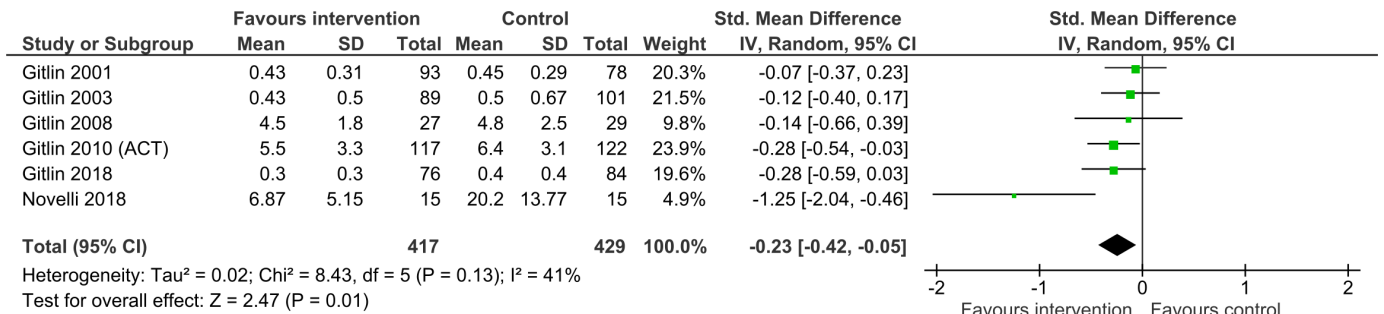 Favours intervention Control Std. Mean Difference Std. Mean Difference
Study or Subgroup Mean SD Total Mean SD Total Weight IV, Random, 95% CI IV, Random, 95% CI
Gitlin 2001 0.43 0.31 93 0.45 0.29 78 20.3% -0.07 [-0.37, 0.23]
Gitlin 2003 0.43 0.5 89 0.5 0.67 101 21.5% -0.12 [-0.40, 0.17]
Gitlin 2008 4.5 1.8 27 4.8 2.5 29 9.8% -0.14 [-0.66, 0.39]
Gitlin 2010 (ACT) 5.5 3.3 117 6.4 3.1 122 23.9% -0.28 [-0.54, -0.03]
Gitlin 2018 0.3 0.3 76 0.4 0.4 84 19.6% -0.28 [-0.59, 0.03]
Novelli 2018 6.87 5.15 15 20.2 13.77 15 4.9% -1.25 [-2.04, -0.46]
Total (95% CI) 417 429 100.0% -0.23 [-0.42, -0.05]
Heterogeneity: Tau² = 0.02; Chi² = 8.43, df = 5 (P = 0.13); I² = 41%
Test for overall effect: Z = 2.47 (P = 0.01)
-2 -1 0 1 2
Favours intervention Favours control